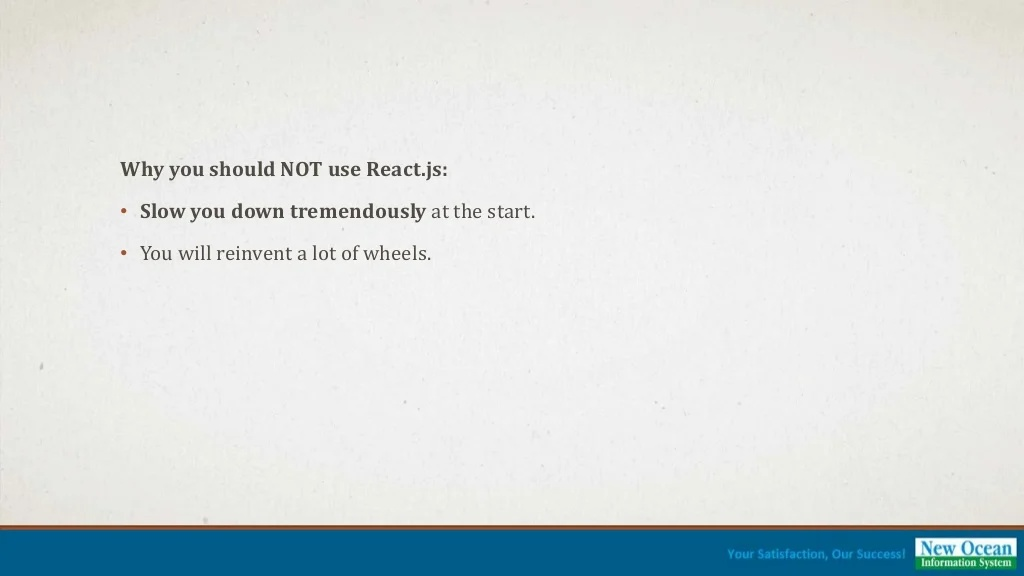 Why you should NOT use React.js:
• Slow you down tremendously at the start.
• You will reinvent a lot of wheels.
Your Satisfaction, Our Success!
New Ocean
Information System